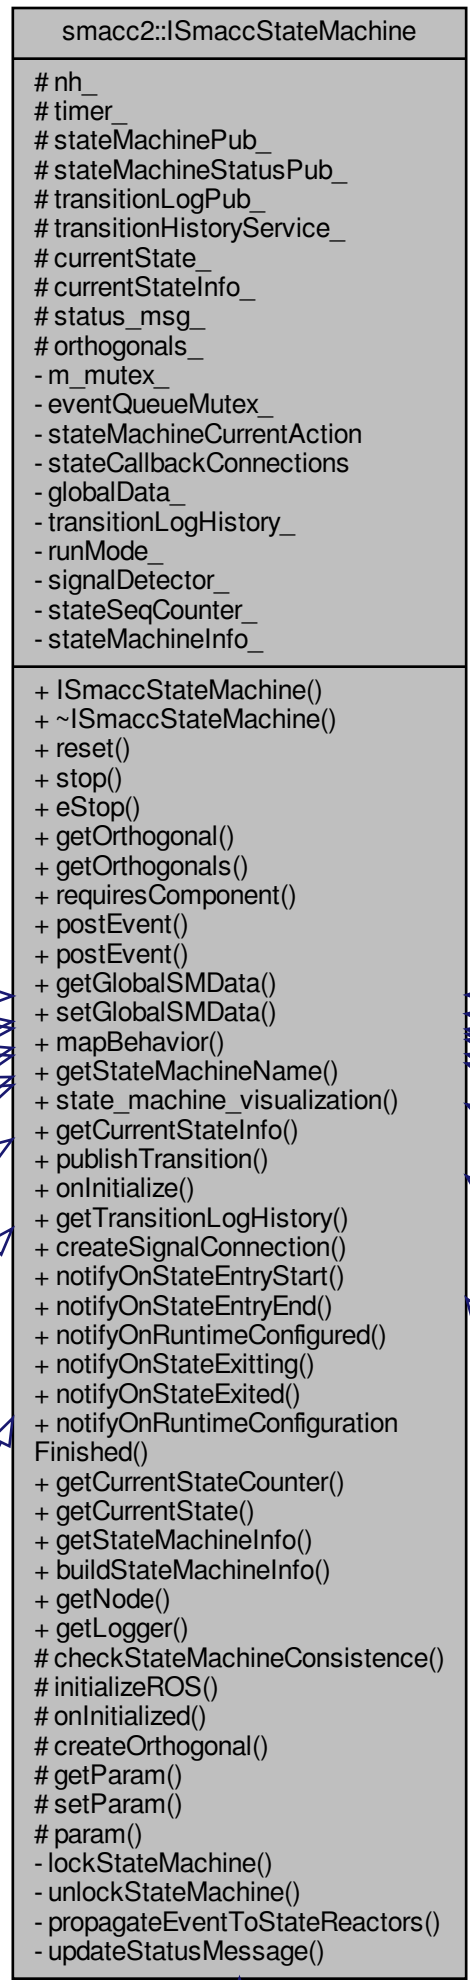 smacc2::ISmaccStateMachine
# nh_
# timer_
# stateMachinePub_
# stateMachineStatusPub_
# transitionLogPub_
# transitionHistoryService_
# currentState_
# currentStateInfo_
# status_msg_
# orthogonals_
- m_mutex_
- eventQueueMutex_
- stateMachineCurrentAction
- stateCallbackConnections
- globalData_
- transitionLogHistory_
- runMode_
- signalDetector_
- stateSeqCounter_
- stateMachineInfo_
+ ISmaccStateMachine()
+ ~ISmaccStateMachine()
+ reset()
+ stop()
+ eStop()
+ getOrthogonal()
+ getOrthogonals()
+ requiresComponent()
+ postEvent()
+ postEvent()
+ getGlobalSMData()
+ setGlobalSMData()
+ mapBehavior()
+ getStateMachineName()
+ state_machine_visualization()
+ getCurrentStateInfo()
+ publishTransition()
+ onInitialize()
+ getTransitionLogHistory()
+ createSignalConnection()
+ notifyOnStateEntryStart()
+ notifyOnStateEntryEnd()
+ notifyOnRuntimeConfigured()
+ notifyOnStateExitting()
+ notifyOnStateExited()
+ notifyOnRuntimeConfiguration
Finished()
+ getCurrentStateCounter()
+ getCurrentState()
+ getStateMachineInfo()
+ buildStateMachineInfo()
+ getNode()
+ getLogger()
# checkStateMachineConsistence()
# initializeROS()
# onInitialized()
# createOrthogonal()
# getParam()
# setParam()
# param()
- lockStateMachine()
- unlockStateMachine()
- propagateEventToStateReactors()
- updateStatusMessage()